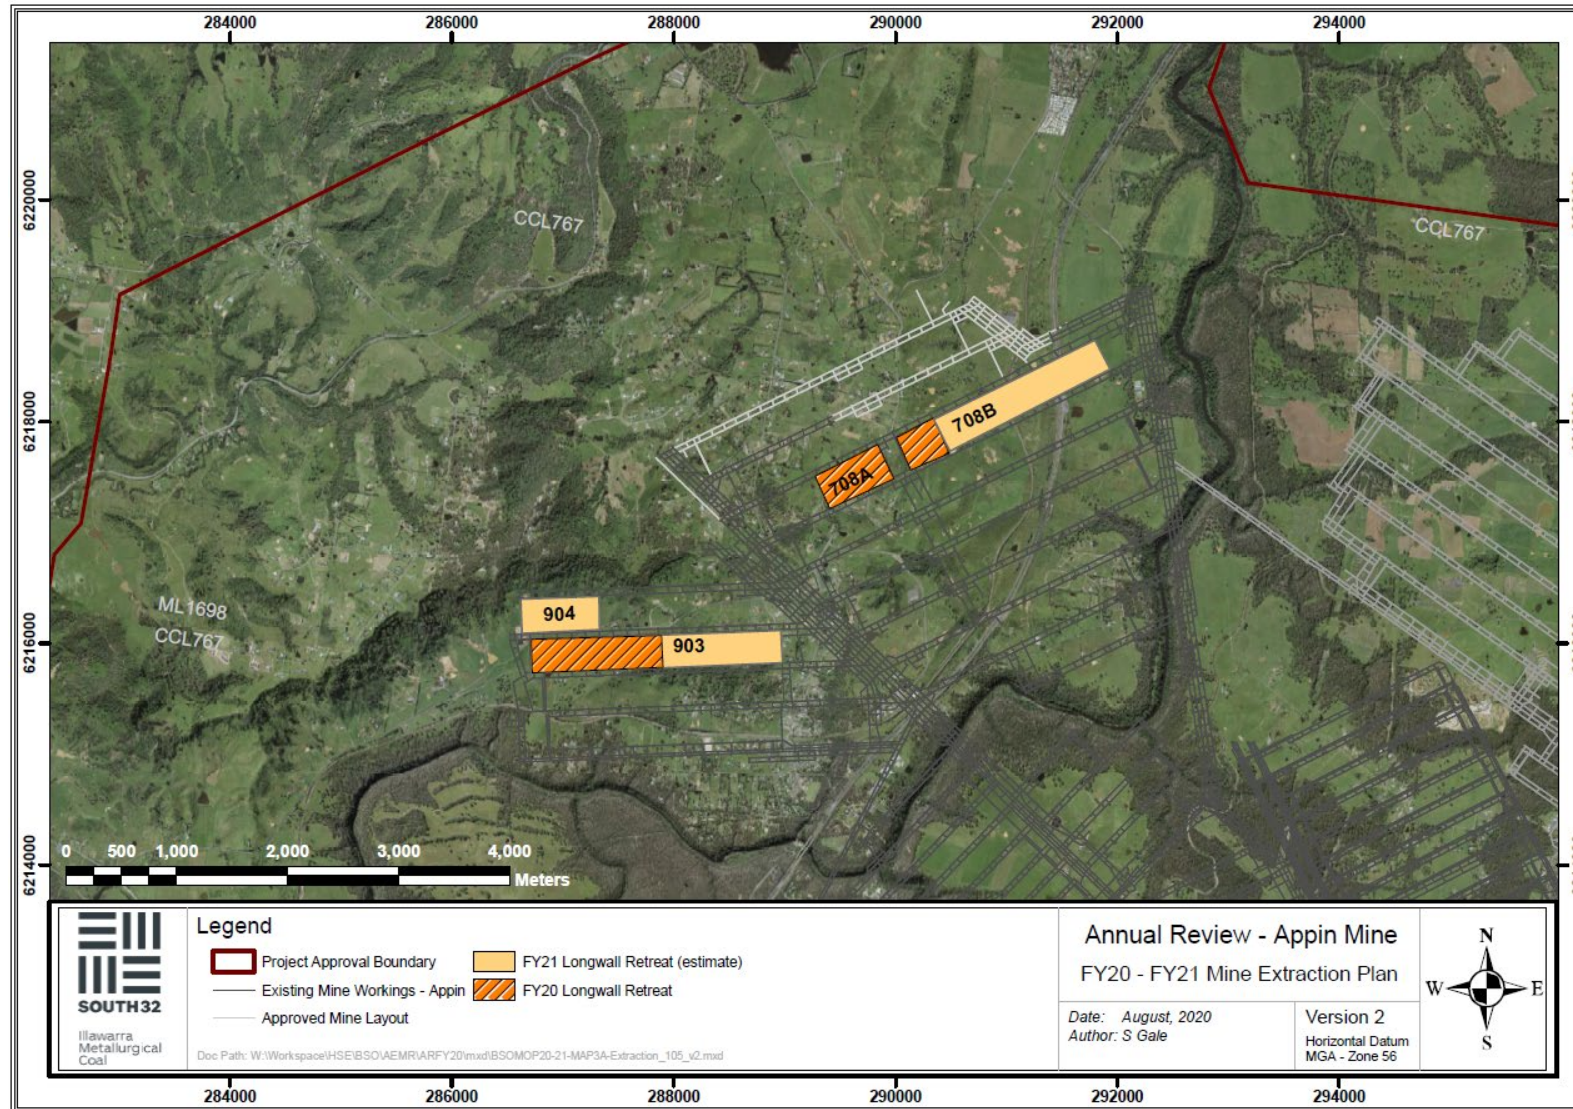 284000 286000 288000 290000 292000 294000
6220000
6218000
6216000
6214000
CCL767
CCL767
ML1698
CCL767
708B
708A
904
903
0 500 1,000 2,000 3,000 4,000
Meters
SOUTH32
Illawarra
Metallurgical
Coal
Legend
Project Approval Boundary
Existing Mine Workings - Appin
Approved Mine Layout
FY21 Longwall Retreat (estimate)
FY20 Longwall Retreat
Doc Path: W:\Workspace\HSE\BSO\AEMR\ARFY20\mxd\BSOMOP20-21-MAP3A-Extraction_105_v2.mxd
Annual Review - Appin Mine
FY20 - FY21 Mine Extraction Plan
Date: August, 2020
Author: S Gale
Version 2
Horizontal Datum
MGA - Zone 56
N
W E
S
284000 286000 288000 290000 292000 294000